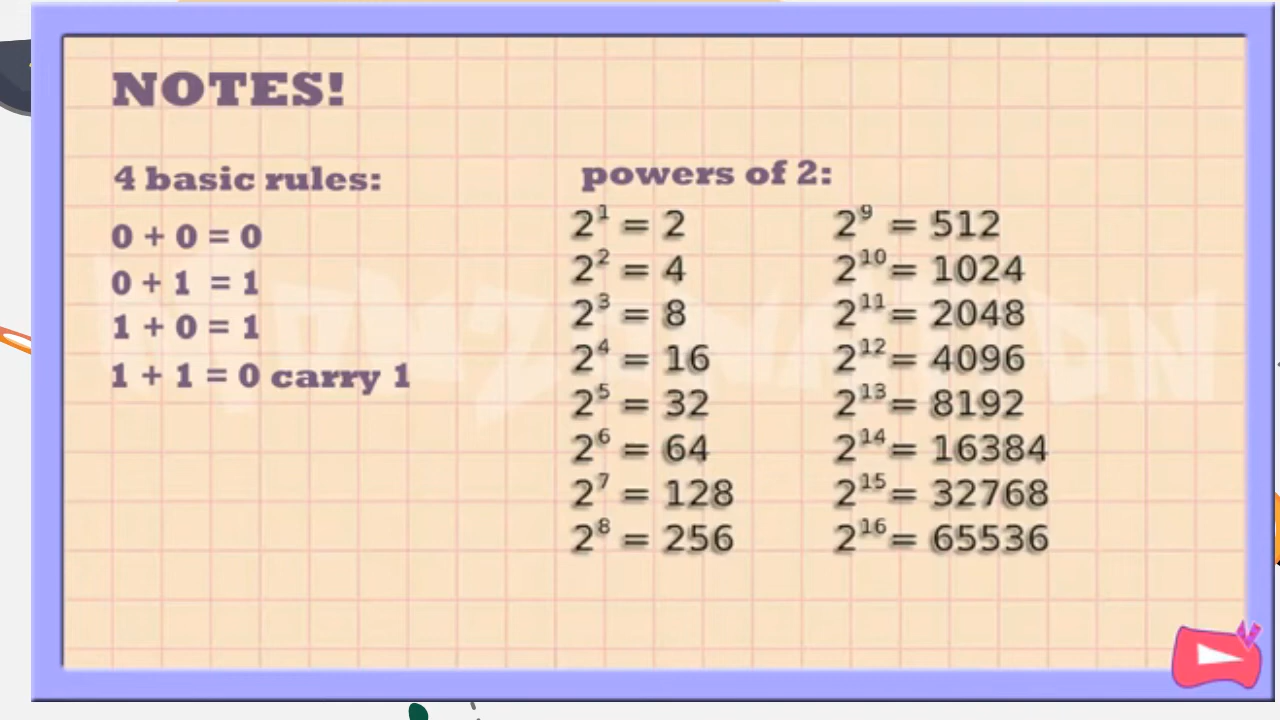 NOTES!
4 basic rules:
0 + 0 = 0
0 + 1 = 1
1 + 0 = 1
1 + 1 = 0 carry 1
powers of 2:
2¹ = 2
2² = 4
2³ = 8
2⁴ = 16
2⁵ = 32
2⁶ = 64
2⁷ = 128
2⁸ = 256
2⁹ = 512
2¹⁰ = 1024
2¹¹ = 2048
2¹² = 4096
2¹³ = 8192
2¹⁴ = 16384
2¹⁵ = 32768
2¹⁶ = 65536